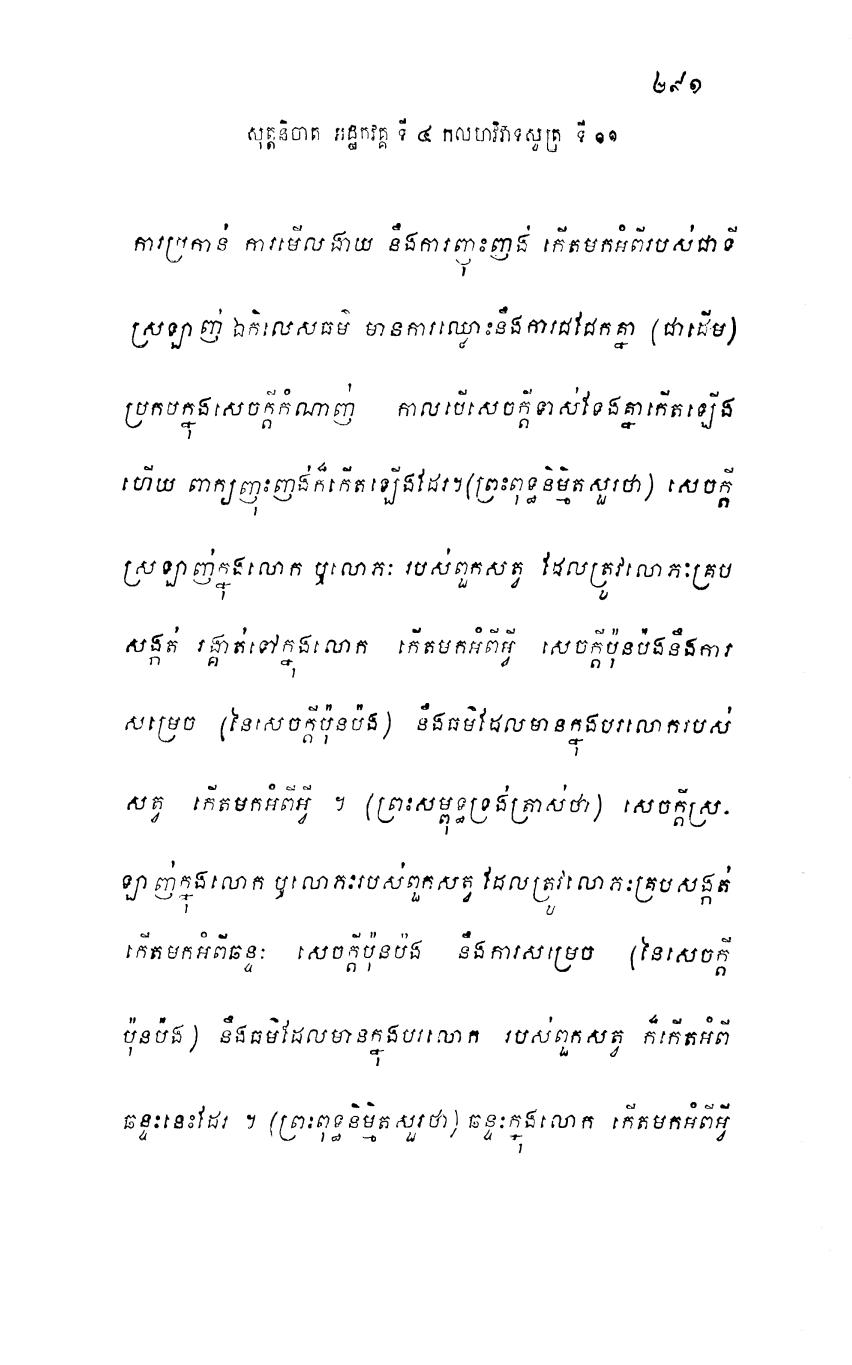 ២៩១
សុត្តនិបាត អដ្ឋកវគ្គ ទី ៤ កលហវិវាទសូត្រ ទី ១១
ការប្រកាន់ ការមើលងាយ នឹងការញុះញង់ កើតមកអំពីរបស់ជាទី
ស្រឡាញ់ ឯកិលេសធម៌ មានការឈ្លោះនឹងការជជែកគ្នា (ជាដើម)
ប្រកបក្នុងសេចក្តីកំណាញ់ កាលបើសេចក្តីទាស់ទែងគ្នាកើតឡើង
ហើយ ពាក្យញុះញង់ក៏កើតឡើងដែរ។ (ព្រះពុទ្ធនិម្មិតសួរថា) សេចក្តី
ស្រឡាញ់ក្នុងលោក ឬលោភៈ របស់ពួកសត្វ ដែលត្រូវលោភៈគ្រប
សង្កត់ រង្គាត់ទៅក្នុងលោក កើតមកអំពីអ្វី សេចក្តីប៉ុនប៉ងនឹងការ
សម្រេច (នៃសេចក្តីប៉ុនប៉ង) នឹងធម៌ដែលមានក្នុងបរលោករបស់
សត្វ កើតមកអំពីអ្វី ។ (ព្រះសម្ពុទ្ធទ្រង់ត្រាស់ថា) សេចក្តីស្រ-
ឡាញ់ក្នុងលោក ឬលោភៈរបស់ពួកសត្វ ដែលត្រូវលោភៈគ្របសង្កត់
កើតមកអំពីឆន្ទៈ សេចក្តីប៉ុនប៉ង នឹងការសម្រេច (នៃសេចក្តី
ប៉ុនប៉ង) នឹងធម៌ដែលមានក្នុងបរលោក របស់ពួកសត្វ ក៏កើតអំពី
ឆន្ទៈនេះដែរ ។ (ព្រះពុទ្ធនិម្មិតសួរថា) ឆន្ទៈក្នុងលោក កើតមកអំពីអ្វី